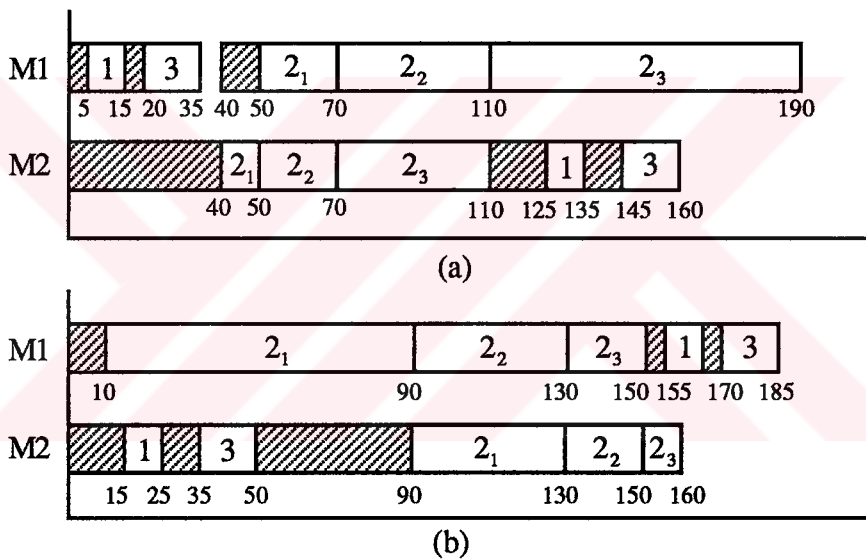 M1 1 3 2₁ 2₂ 2₃
5 15 20 35 40 50 70 110 190
M2 2₁ 2₂ 2₃ 1 3
40 50 70 110 125 135 145 160
(a)
M1 2₁ 2₂ 2₃ 1 3
10 90 130 150 155 170 185
M2 1 3 2₁ 2₂ 2₃
15 25 35 50 90 130 150 160
(b)